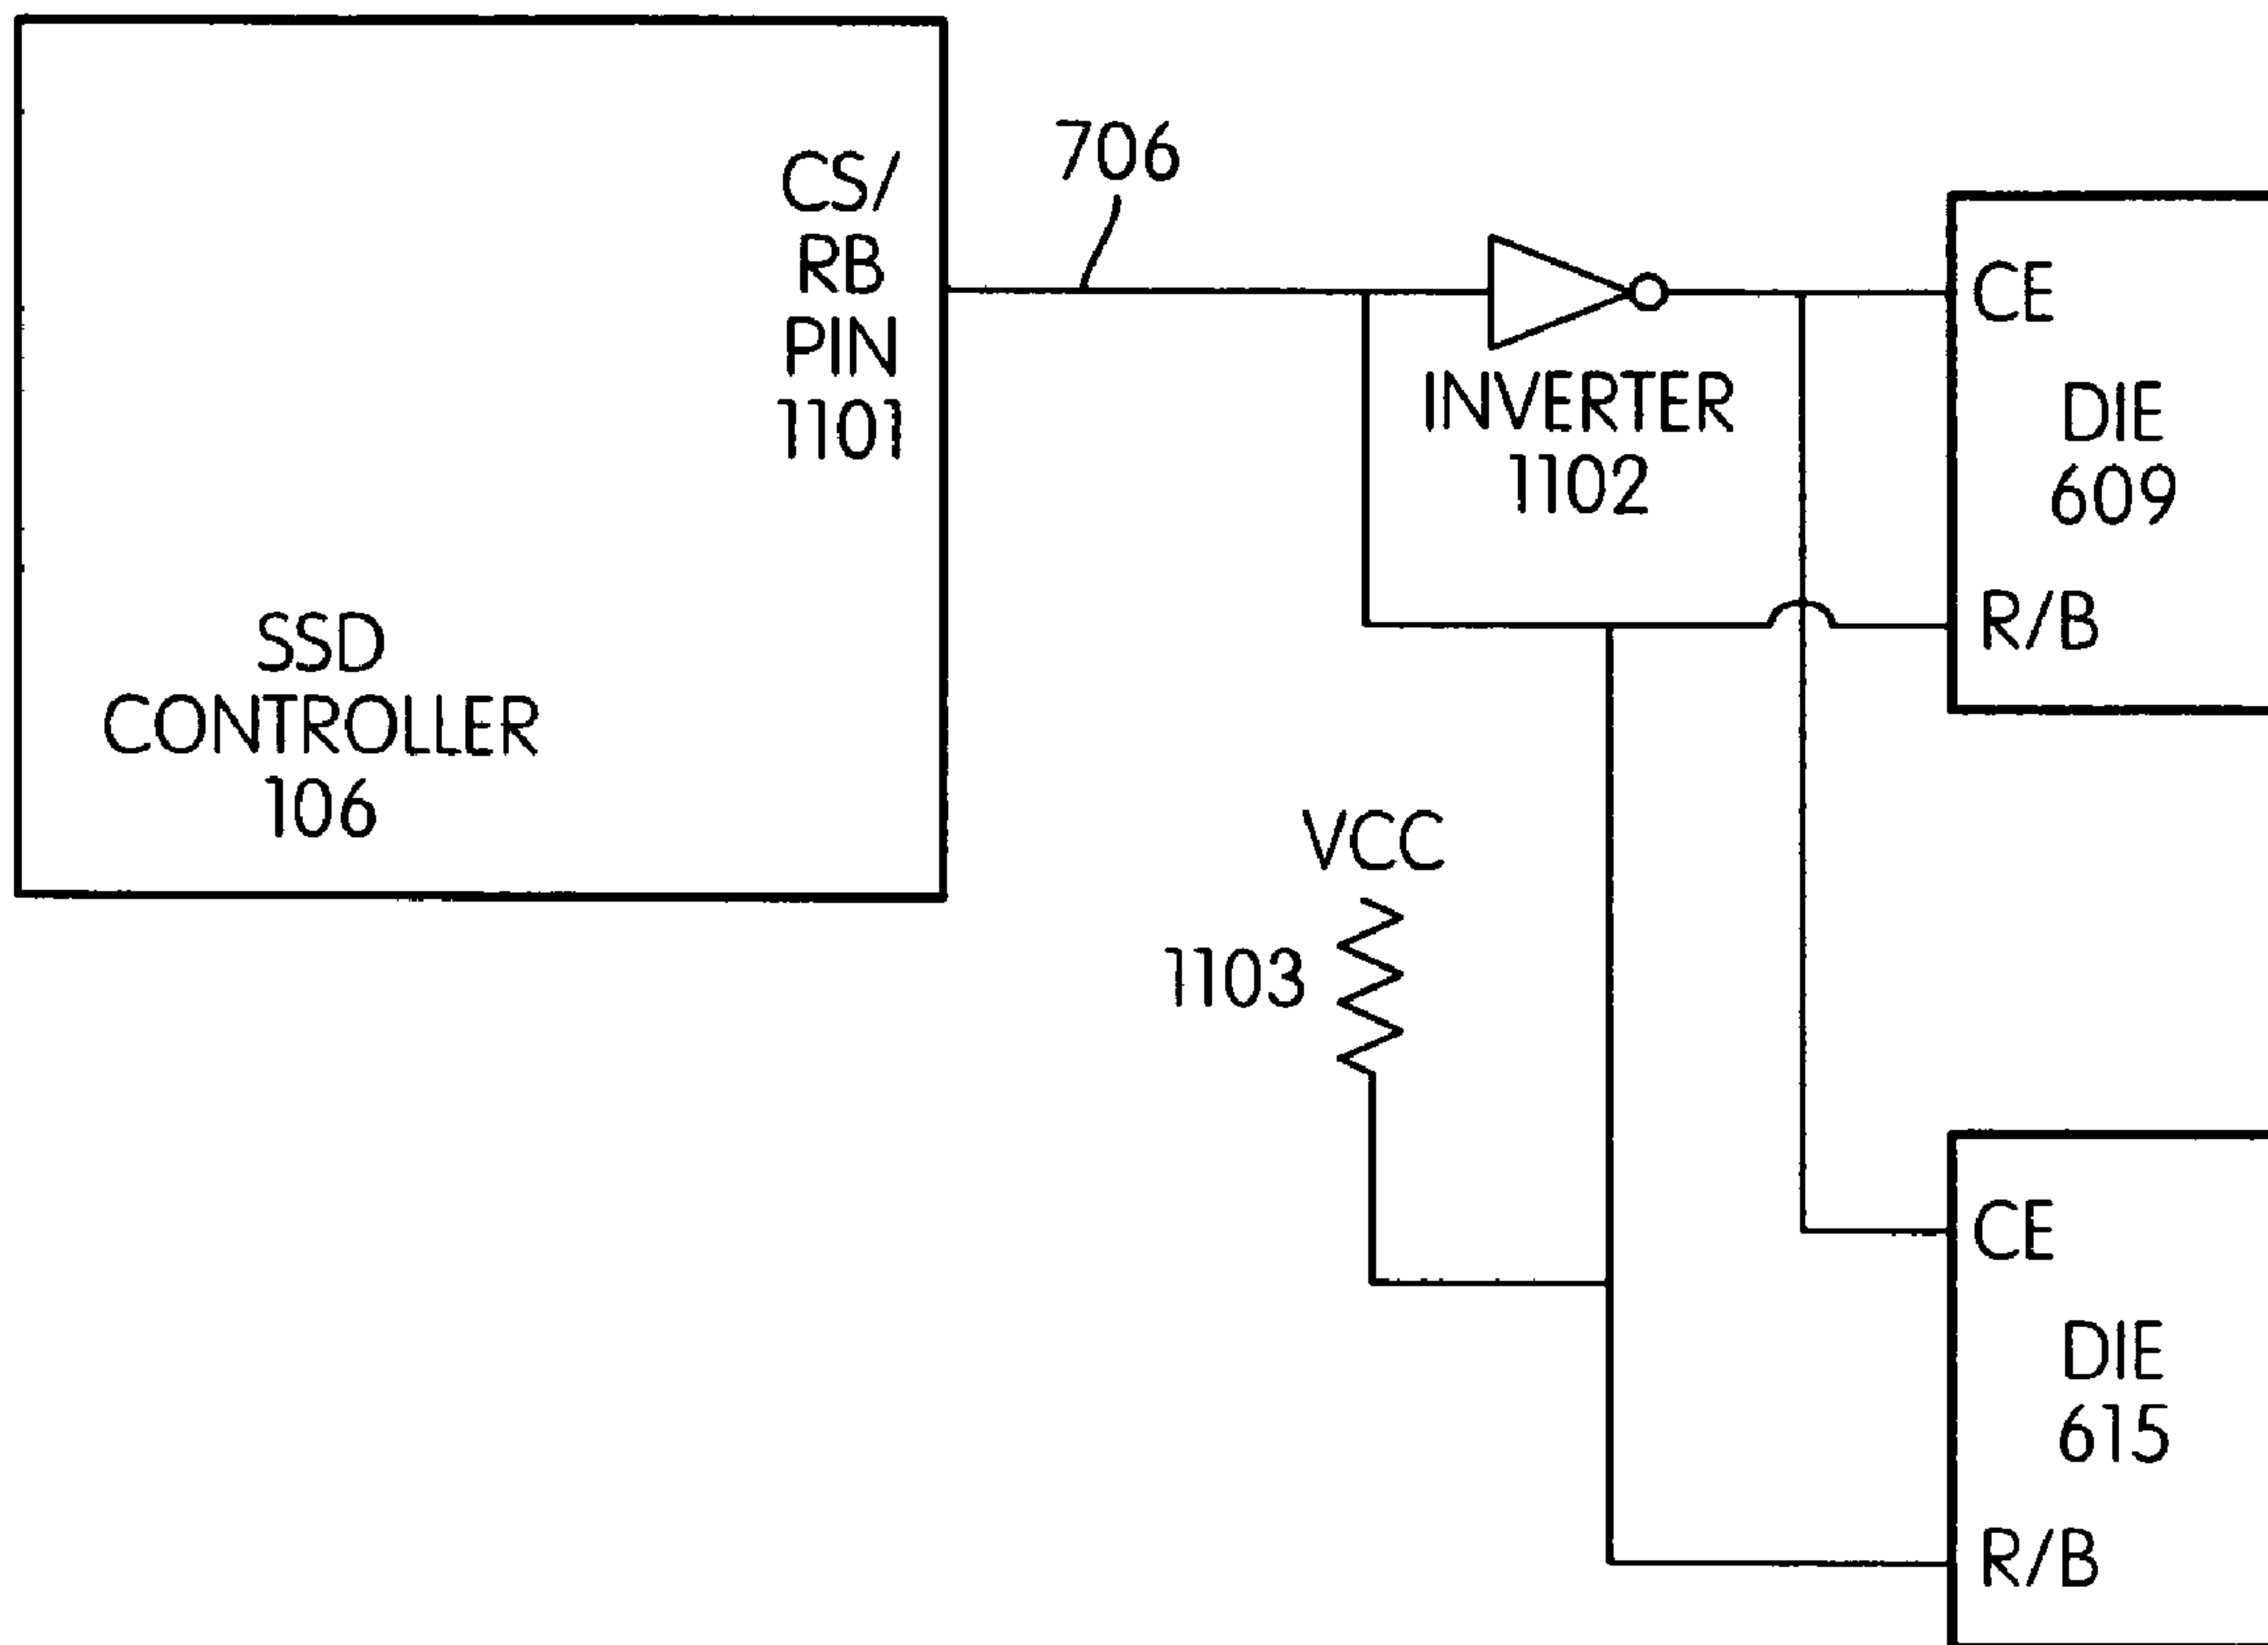 CS/
RB
PIN
1101
SSD
CONTROLLER
106
706
INVERTER
1102
VCC
1103
CE
DIE
609
R/B
CE
DIE
615
R/B